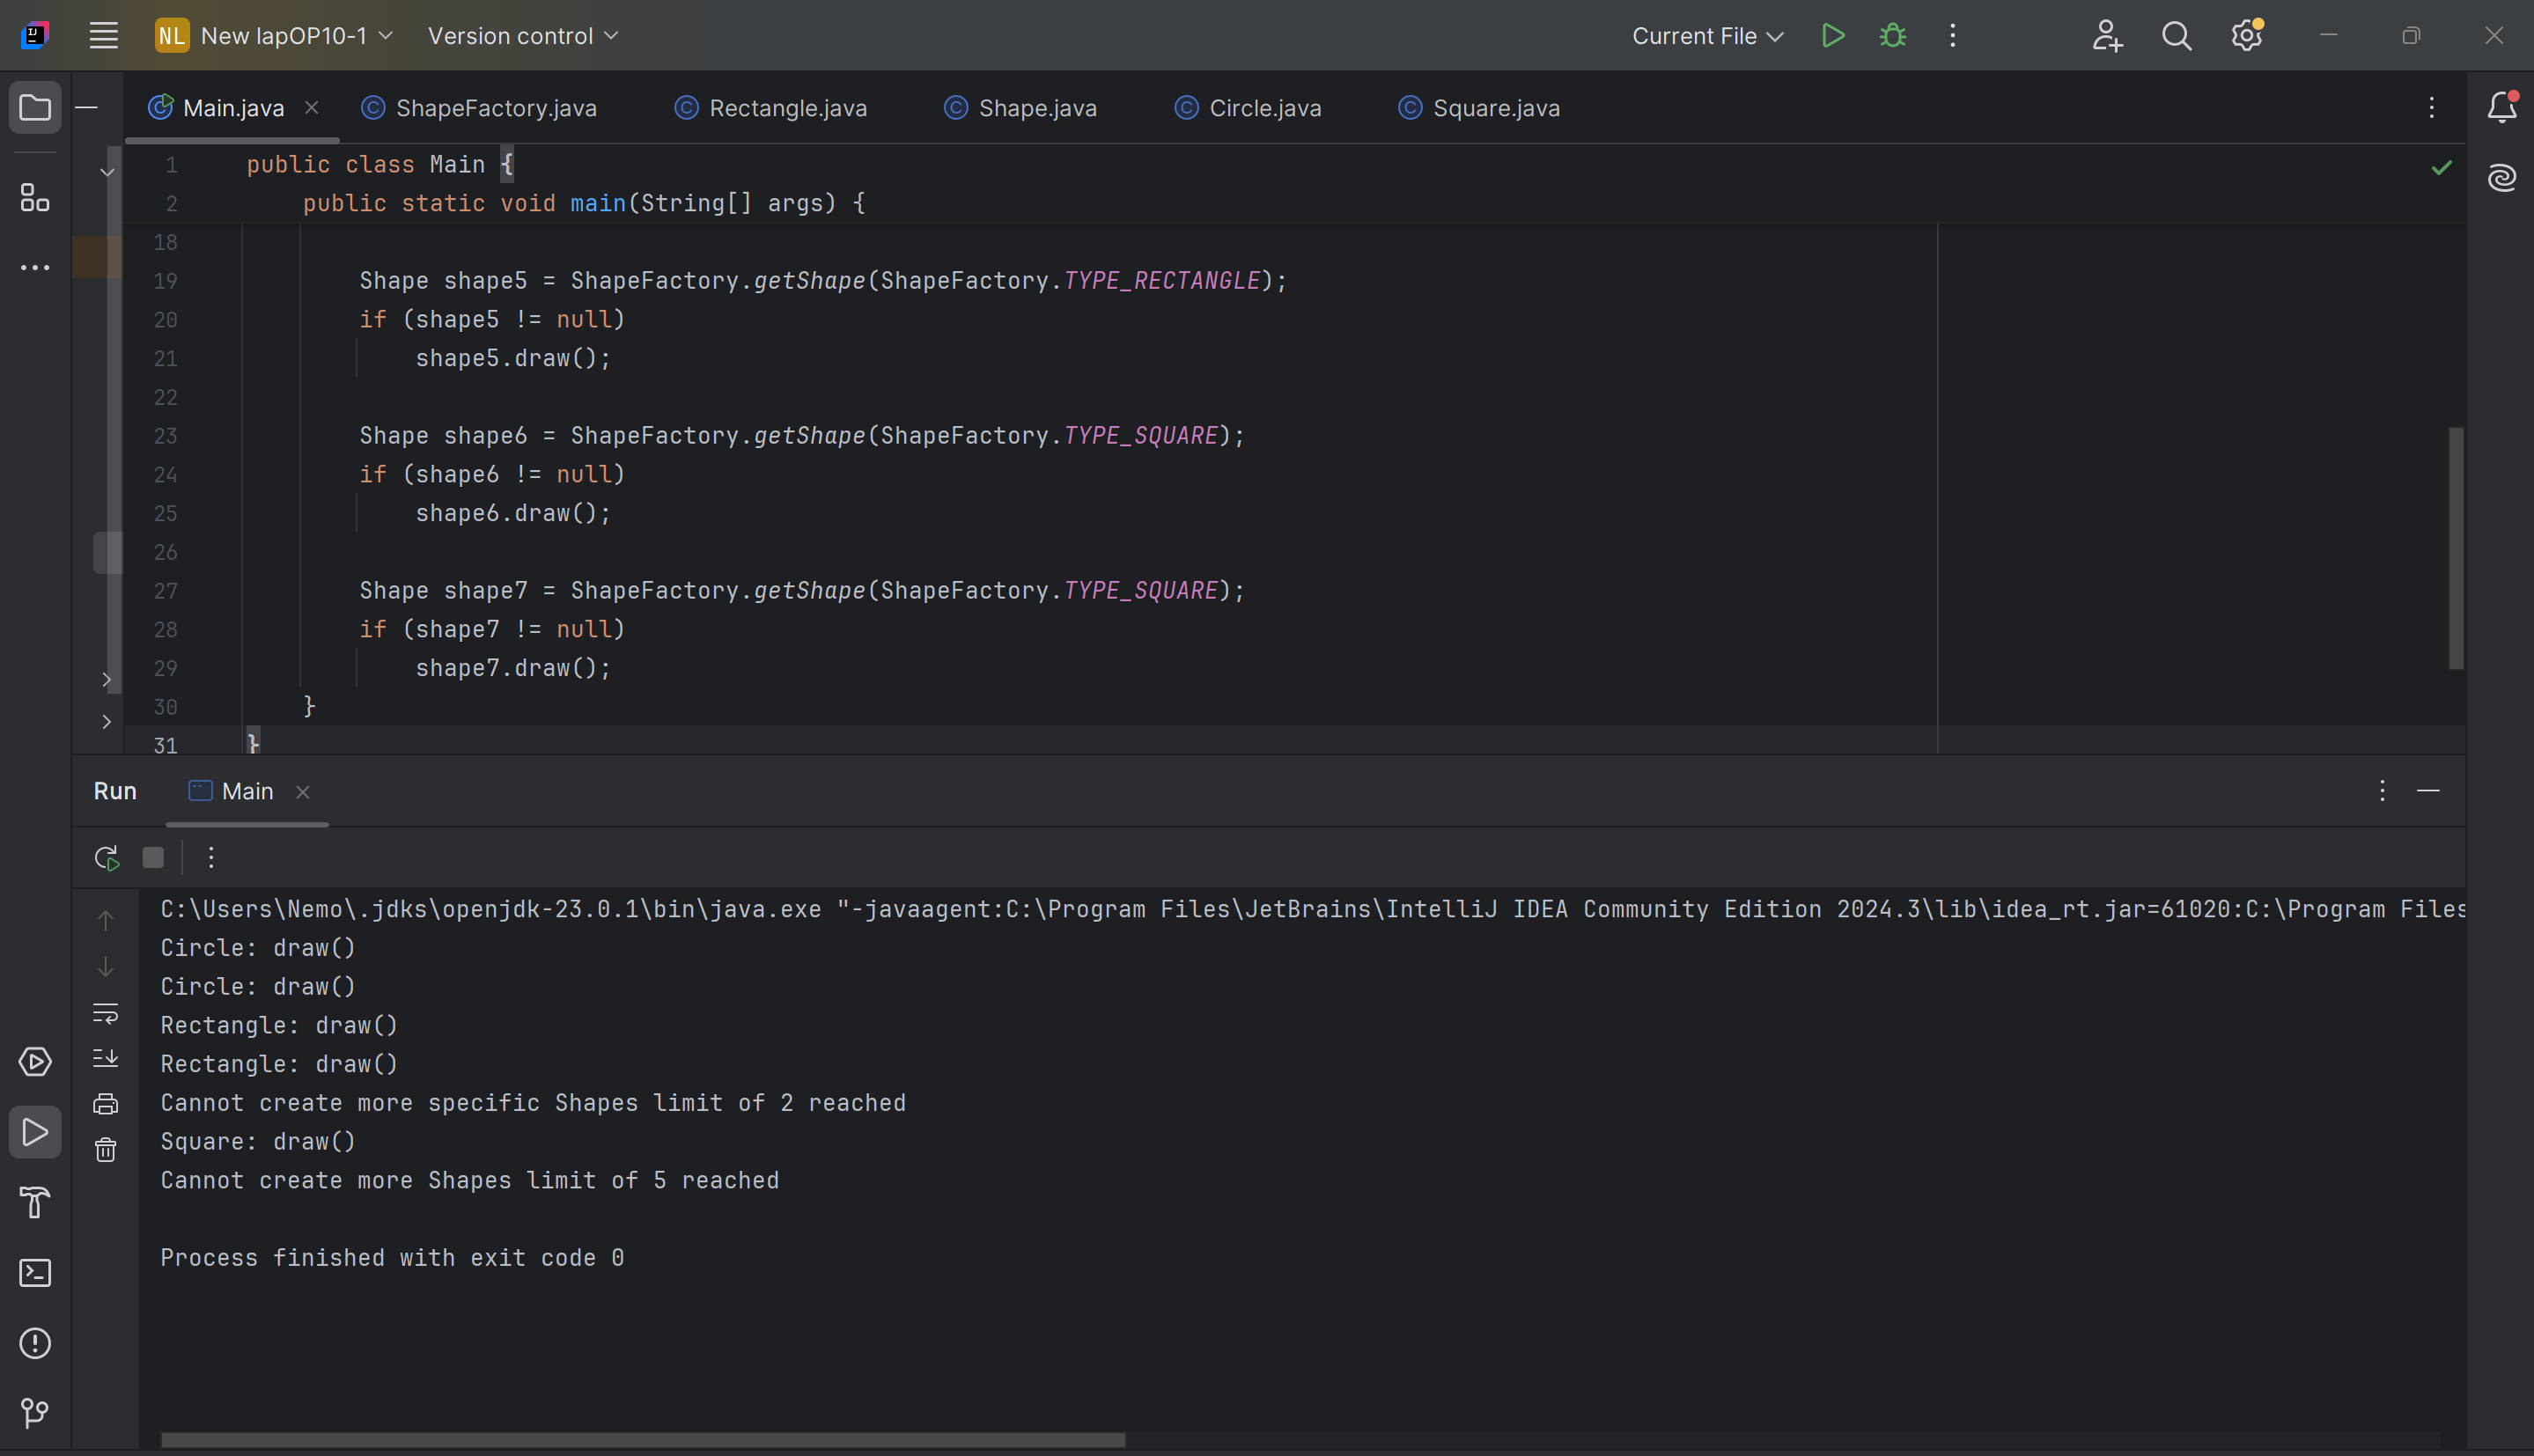 NL New lapOP10-1 Version control Current File
Main.java ShapeFactory.java Rectangle.java Shape.java Circle.java Square.java
1 public class Main {
2 public static void main(String[] args) {
18
19 Shape shape5 = ShapeFactory.getShape(ShapeFactory.TYPE_RECTANGLE);
20 if (shape5 != null)
21 shape5.draw();
22
23 Shape shape6 = ShapeFactory.getShape(ShapeFactory.TYPE_SQUARE);
24 if (shape6 != null)
25 shape6.draw();
26
27 Shape shape7 = ShapeFactory.getShape(ShapeFactory.TYPE_SQUARE);
28 if (shape7 != null)
29 shape7.draw();
30 }
31 }
Run Main
C:\Users\Nemo\.jdks\openjdk-23.0.1\bin\java.exe "-javaagent:C:\Program Files\JetBrains\IntelliJ IDEA Community Edition 2024.3\lib\idea_rt.jar=61020:C:\Program Files
Circle: draw()
Circle: draw()
Rectangle: draw()
Rectangle: draw()
Cannot create more specific Shapes limit of 2 reached
Square: draw()
Cannot create more Shapes limit of 5 reached
Process finished with exit code 0